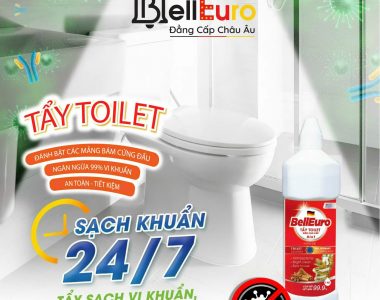 BellEuro
Đẳng Cấp Châu Âu
TẨY TOILET
ĐÁNH BẬT CÁC MẢNG BÁM CỨNG ĐẦU
NGĂN NGỪA 99% VI KHUẨN
AN TOÀN - TIẾT KIỆM
SẠCH KHUẨN
24/7
TẨY SẠCH VI KHUẨN,
BellEuro
TẨY TOILET